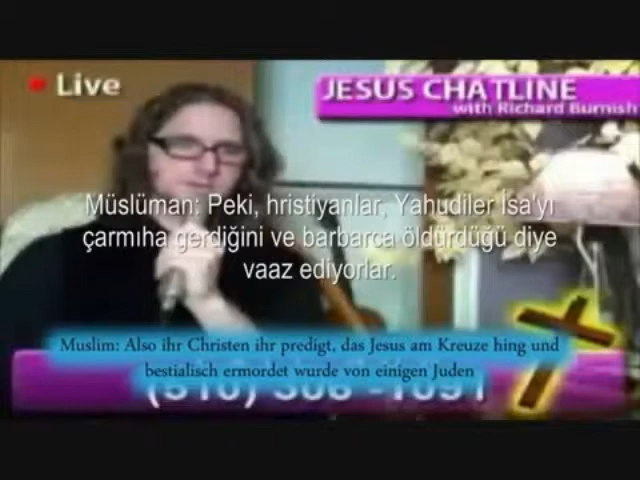 Live
JESUS CHATLINE
with Richard Burnish
Müslüman: Peki, hristiyanlar, Yahudiler İsa'yı
çarmıha gerdiğini ve barbarca öldürdüğü diye
vaaz ediyorlar.
Muslim: Also ihr Christen ihr predigt, das Jesus am Kreuze hing und
bestialisch ermordet wurde von einigen Juden